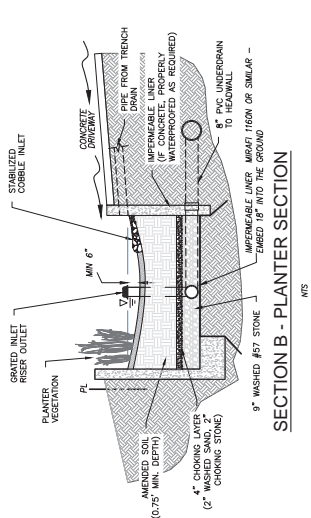 GRATED INLET
RISER OUTLET
PLANTER
VEGETATION
PL
MIN 6"
STABILIZED
COBBLE INLET
CONCRETE
DRIVEWAY
PIPE FROM TRENCH
DRAIN
IMPERMEABLE LINER
(IF CONCRETE, PROPERLY
WATERPROOFED AS REQUIRED)
8" PVC UNDERDRAIN
TO HEADWALL
IMPERMEABLE LINER MIRAFI 1160N OR SIMILAR -
EMBED 18" INTO THE GROUND
AMENDED SOIL
(0.75' MIN. DEPTH)
4" CHOKING LAYER
(2" WASHED SAND, 2"
CHOKING STONE)
9" WASHED #57 STONE
SECTION B - PLANTER SECTION
NTS